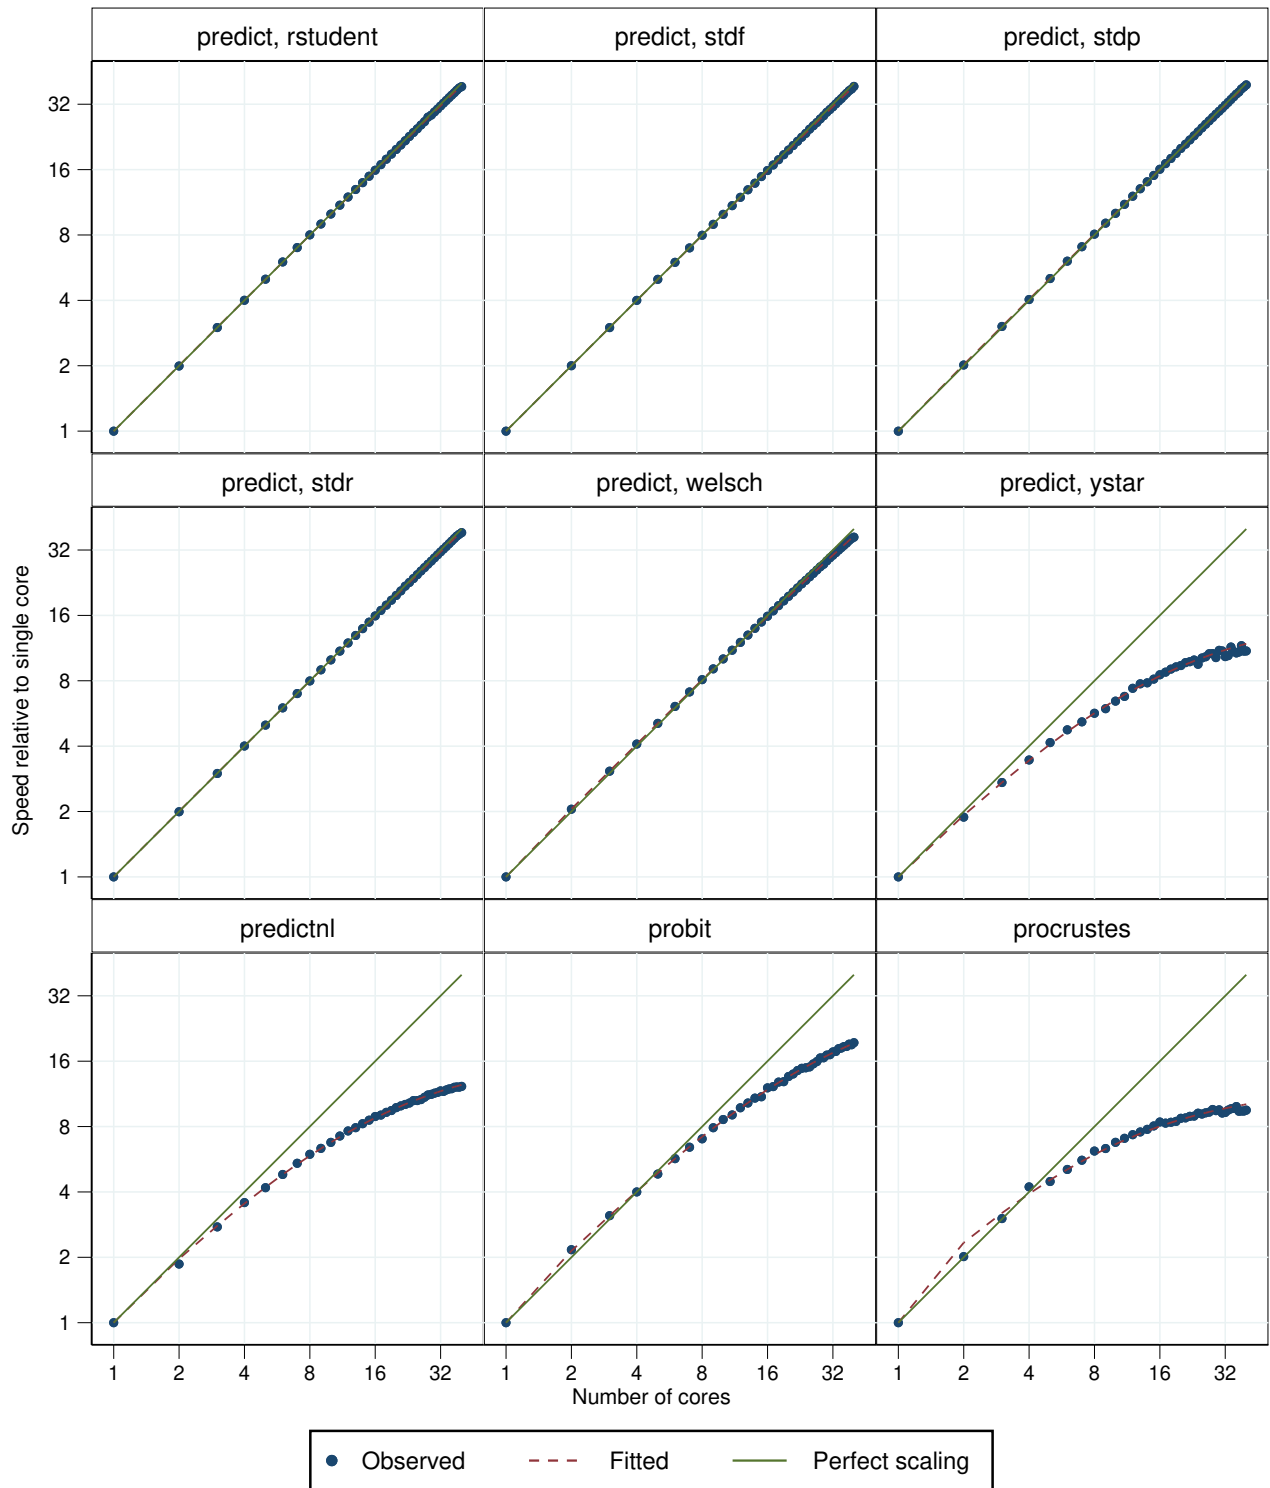 predict, rstudent
predict, stdf
predict, stdp
32
16
8
4
2
1
predict, stdr
predict, welsch
predict, ystar
32
16
8
4
2
1
Speed relative to single core
predictnl
probit
procrustes
32
16
8
4
2
1
1 2 4 8 16 32
1 2 4 8 16 32
1 2 4 8 16 32
Number of cores
Observed
Fitted
Perfect scaling